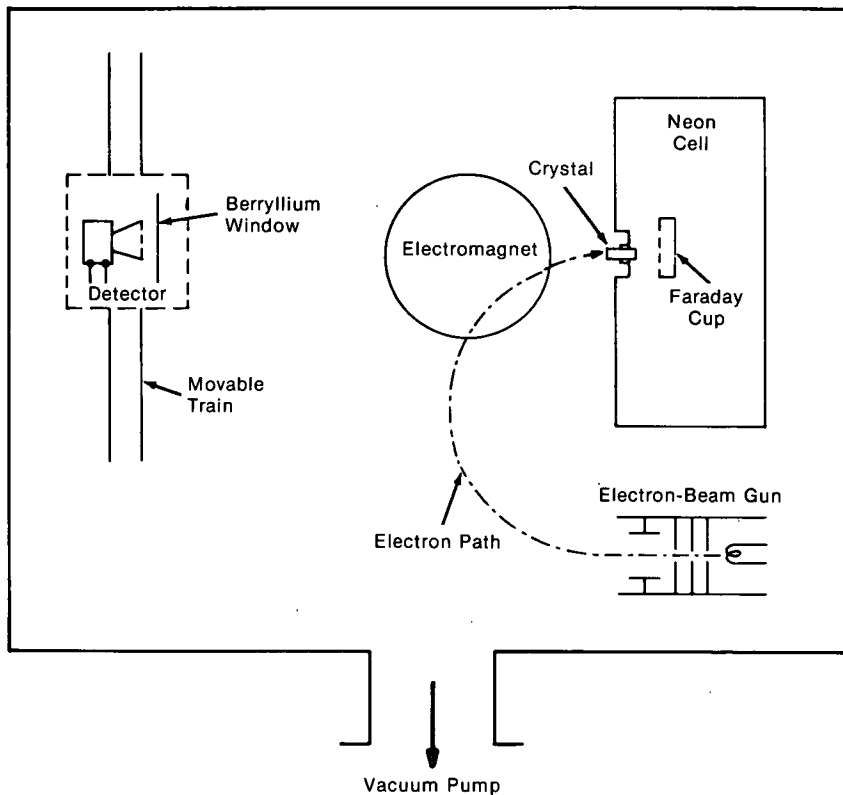 Neon
Cell
Crystal
Berryllium
Window
Electromagnet
Detector
Faraday
Cup
Movable
Train
Electron-Beam Gun
Electron Path
Vacuum Pump